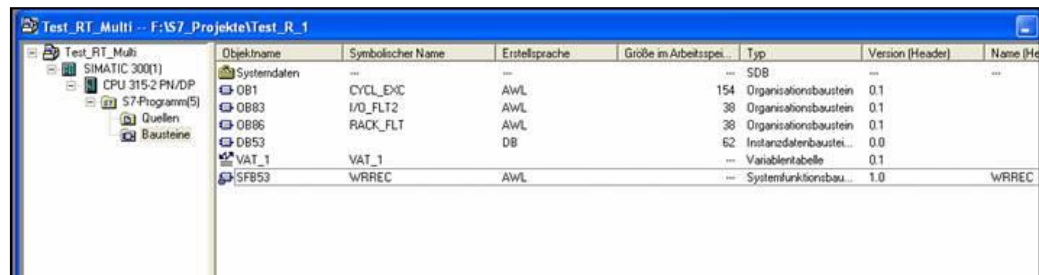 Test_RT_Multi -- F:\S7_Projekte\Test_R_1
Test_RT_Multi
SIMATIC 300(1)
CPU 315-2 PN/DP
S7-Programm(5)
Quellen
Bausteine
Objektname Symbolischer Name Erstellsprache Größe im Arbeitsspei... Typ Version (Header) Name (He
Systemdaten --- --- --- SDB --- ---
OB1 CYCL_EXC AWL 154 Organisationsbaustein 0.1
OB83 I/O_FLT2 AWL 38 Organisationsbaustein 0.1
OB86 RACK_FLT AWL 38 Organisationsbaustein 0.1
DB53 DB 62 Instanzdatenbaustei... 0.0
VAT_1 VAT_1 --- Variablentabelle 0.1
SFB53 WRREC AWL --- Systemfunktionsbau... 1.0 WRREC